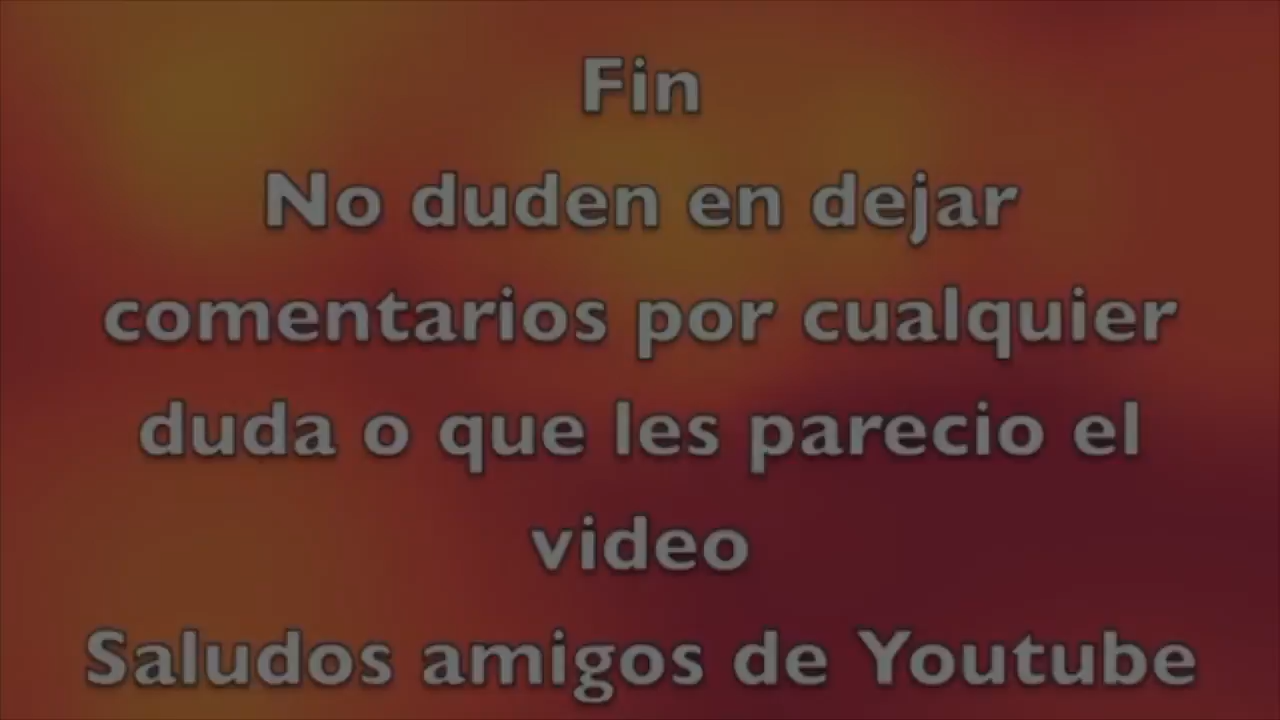 Fin
No duden en dejar
comentarios por cualquier
duda o que les parecio el
video
Saludos amigos de Youtube